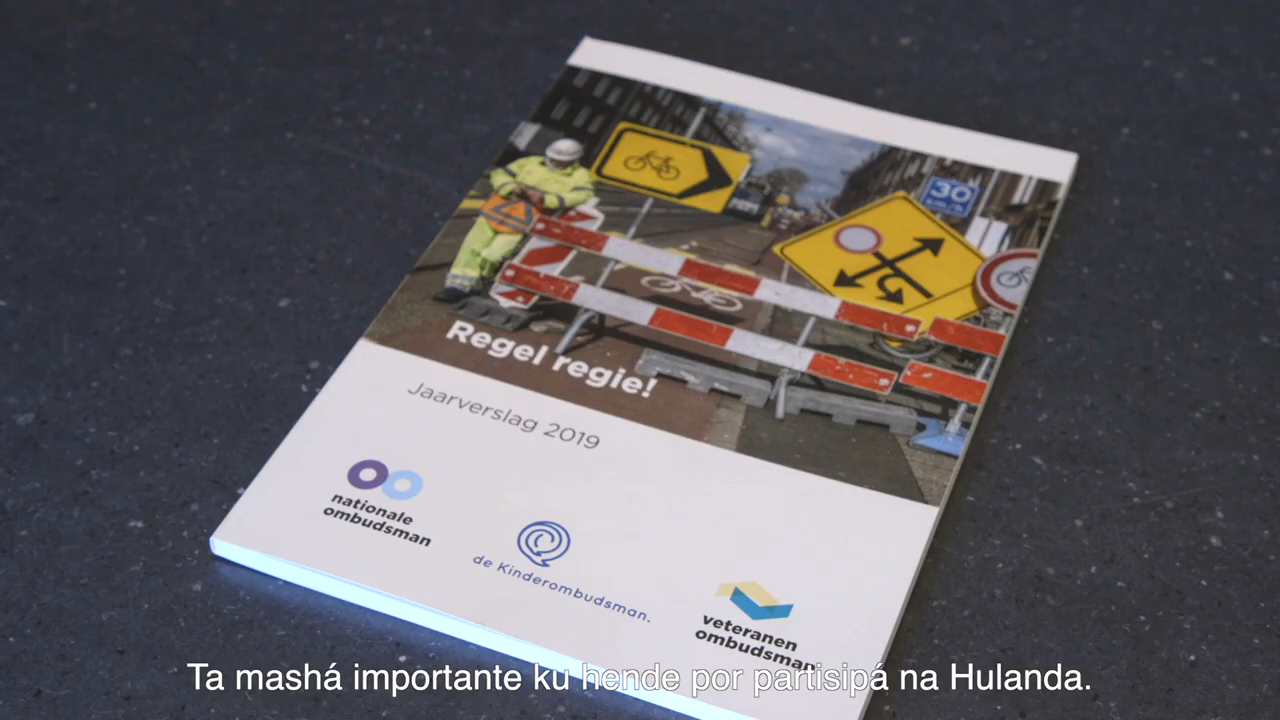 30
km/h
Regel regie!
Jaarverslag 2019
nationale
ombudsman
de Kinderombudsman.
veteranen
ombudsman
Ta mashá importante ku hende por partisipá na Hulanda.